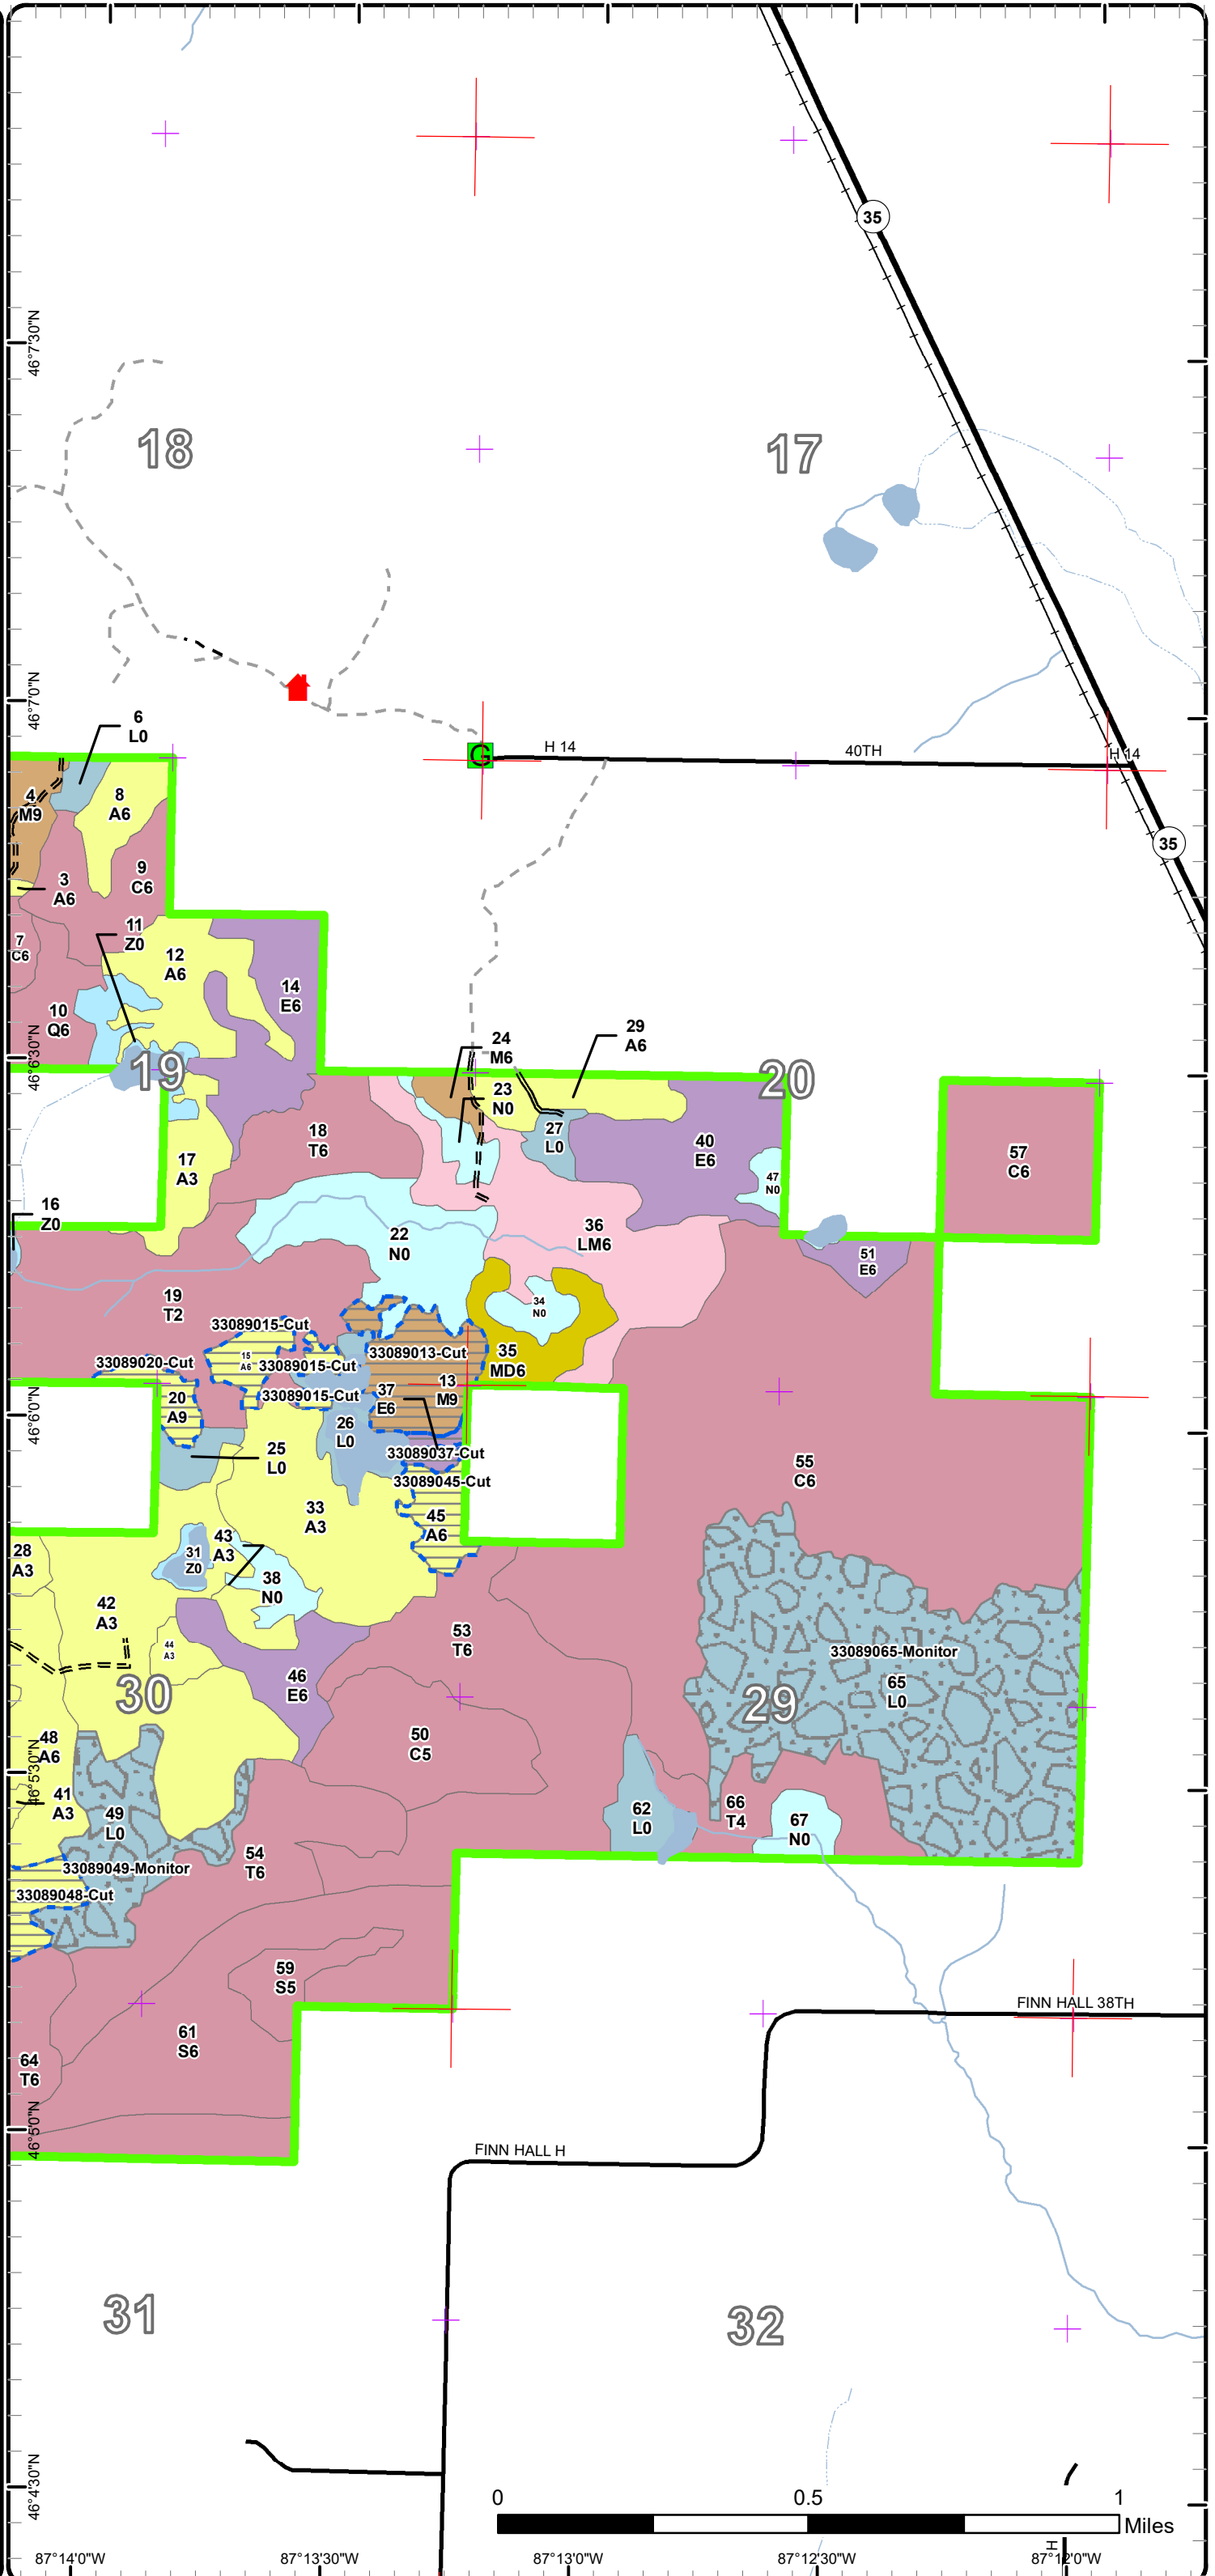 35
46°7'30"N
18
17
46°7'0"N
6
L0
G
H 14
40TH
H 14
4
M9
8
A6
35
3
A6
9
C6
7
C6
11
Z0
12
A6
14
E6
10
Q6
46°6'30"N
19
24
M6
29
A6
20
23
N0
18
T6
27
L0
40
E6
57
C6
17
A3
47
N0
16
Z0
22
N0
36
LM6
51
E6
19
T2
34
N0
33089015-Cut
33089020-Cut
15
A6
33089015-Cut
33089013-Cut
35
MD6
13
M9
33089015-Cut
37
E6
20
A9
46°6'0"N
26
L0
33089037-Cut
25
L0
33089045-Cut
55
C6
33
A3
45
A6
28
A3
31
Z0
43
A3
38
N0
42
A3
44
A3
53
T6
33089065-Monitor
65
L0
30
46
E6
29
50
C5
48
A6
46°5'30"N
41
A3
49
L0
62
L0
66
T4
67
N0
54
T6
33089049-Monitor
33089048-Cut
59
S5
FINN HALL 38TH
61
S6
64
T6
46°5'0"N
FINN HALL H
31
32
46°4'30"N
0
0.5
1
Miles
H
87°14'0"W
87°13'30"W
87°13'0"W
87°12'30"W
87°12'0"W